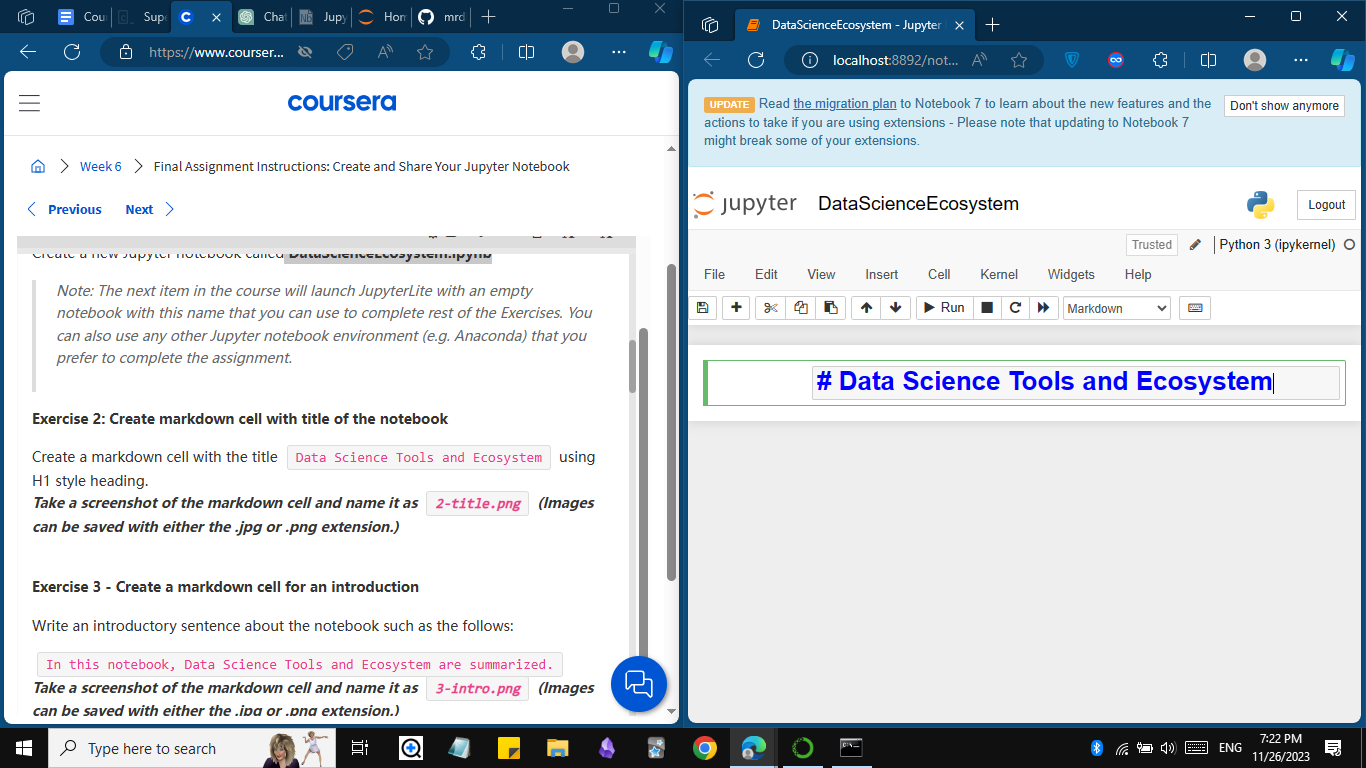 Cou
Sup
Chat
Jupy
Hon
mrd
https://www.courser...
coursera
Week 6
Final Assignment Instructions: Create and Share Your Jupyter Notebook
Previous
Next
Create a new Jupyter notebook called DataScienceEcosystem.ipynb
Note: The next item in the course will launch JupyterLite with an empty
notebook with this name that you can use to complete rest of the Exercises. You
can also use any other Jupyter notebook environment (e.g. Anaconda) that you
prefer to complete the assignment.
Exercise 2: Create markdown cell with title of the notebook
Create a markdown cell with the title Data Science Tools and Ecosystem using
H1 style heading.
Take a screenshot of the markdown cell and name it as 2-title.png (Images
can be saved with either the .jpg or .png extension.)
Exercise 3 - Create a markdown cell for an introduction
Write an introductory sentence about the notebook such as the follows:
In this notebook, Data Science Tools and Ecosystem are summarized.
Take a screenshot of the markdown cell and name it as 3-intro.png (Images
can be saved with either the .jpg or .png extension.)
DataScienceEcosystem - Jupyter
localhost:8892/not...
UPDATE Read the migration plan to Notebook 7 to learn about the new features and the
actions to take if you are using extensions - Please note that updating to Notebook 7
might break some of your extensions.
Don't show anymore
jupyter DataScienceEcosystem
Logout
Trusted
Python 3 (ipykernel)
File Edit View Insert Cell Kernel Widgets Help
Run
Markdown
# Data Science Tools and Ecosystem
Type here to search
ENG
7:22 PM
11/26/2023